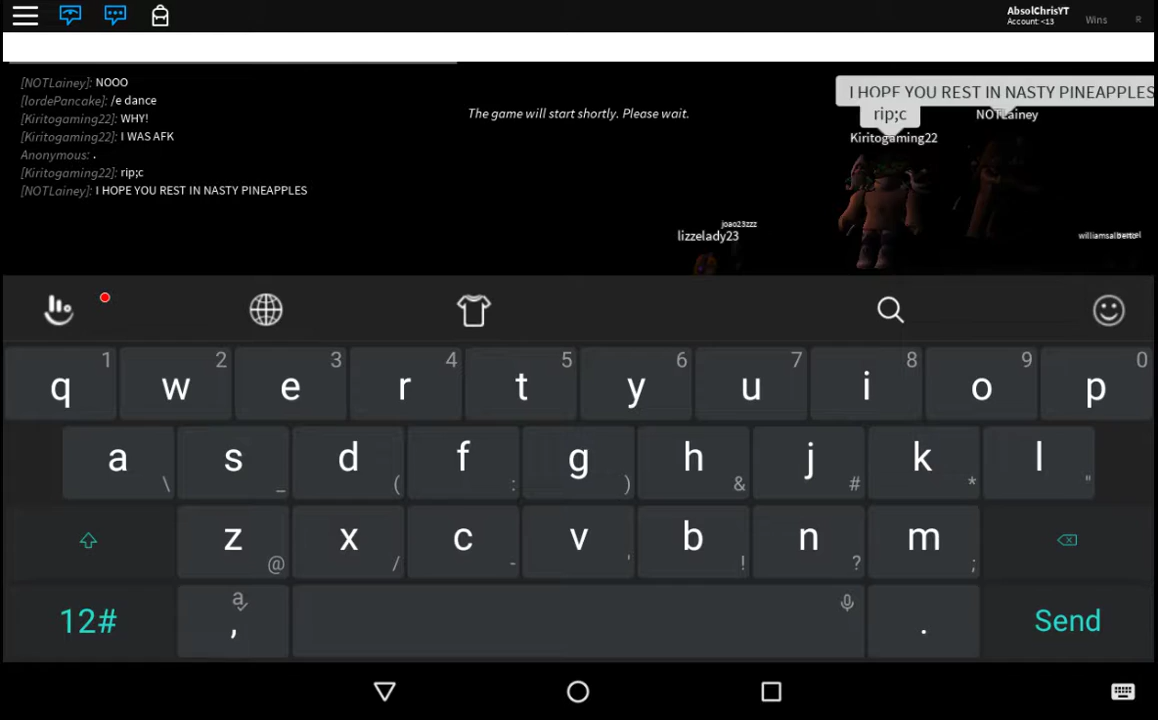 AbsolChrisYT
Account: <13
Wins
R
[NOTLainey]: NOOO
[lordePancake]: /e dance
[Kiritogaming22]: WHY!
[Kiritogaming22]: I WAS AFK
Anonymous: .
[Kiritogaming22]: rip;c
[NOTLainey]: I HOPE YOU REST IN NASTY PINEAPPLES
The game will start shortly. Please wait.
I HOPE YOU REST IN NASTY PINEAPPLES
rip;c
NOTLainey
Kiritogaming22
joao23zzz
lizzelady23
1 2 3 4 5 6 7 8 9 0
q w e r t y u i o p
a s d f g h j k l
\ _ ( : ) & # * "
z x c v b n m
@ / - ' ! ? ;
12# , . Send
a